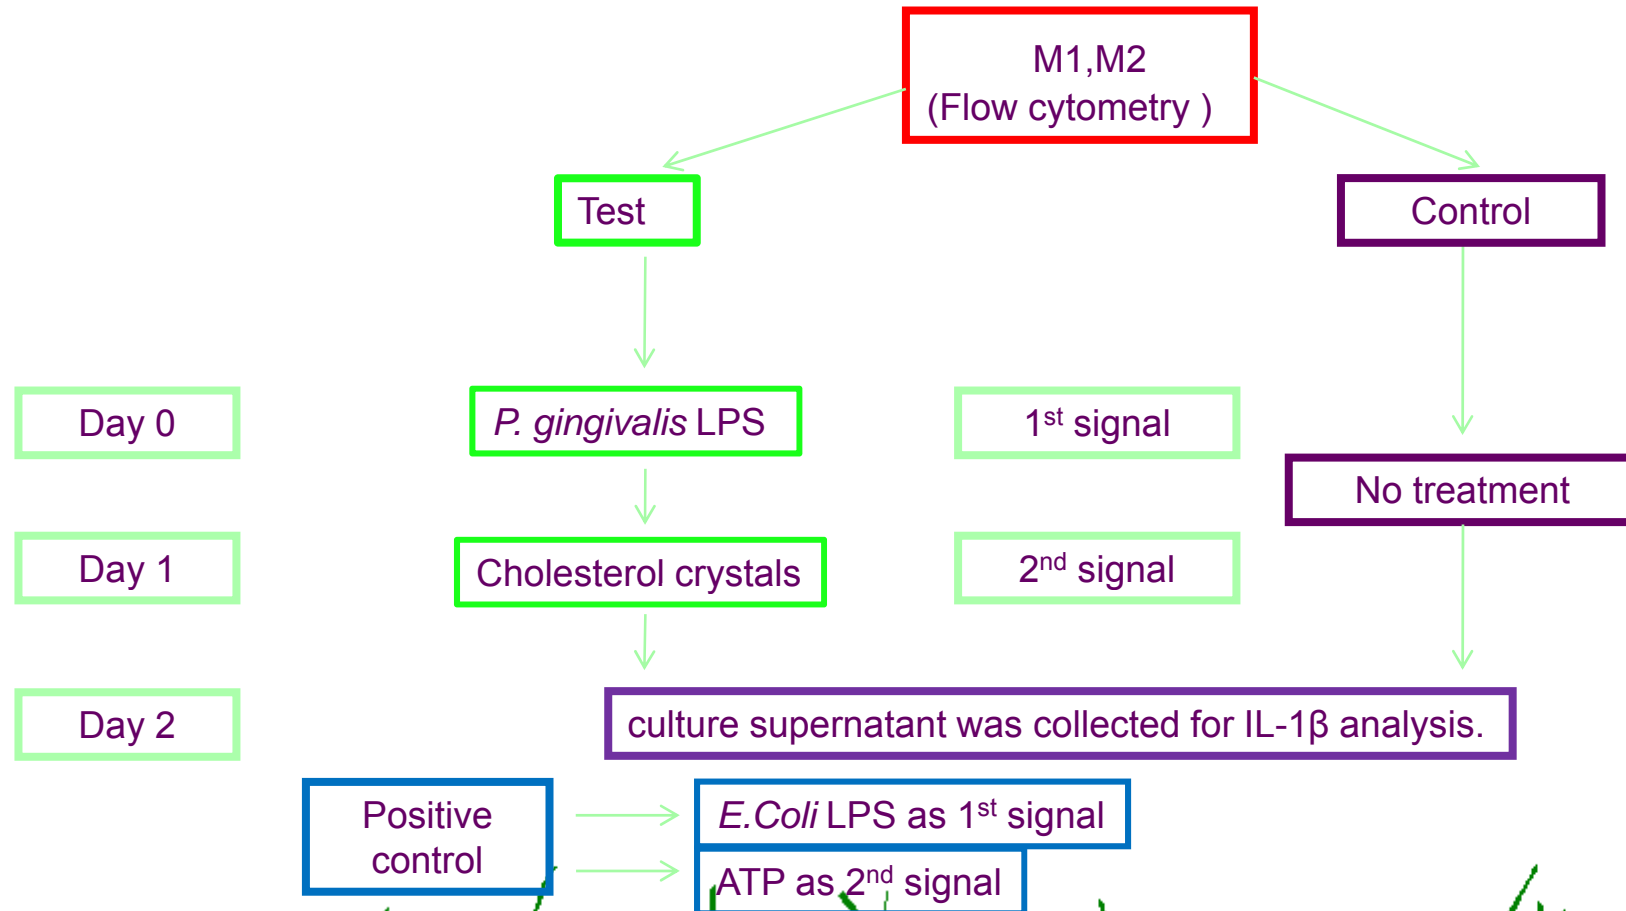 M1,M2
(Flow cytometry )
Test
Control
Day 0
P. gingivalis LPS
1st signal
No treatment
Day 1
Cholesterol crystals
2nd signal
Day 2
culture supernatant was collected for IL-1β analysis.
Positive
control
E.Coli LPS as 1st signal
ATP as 2nd signal